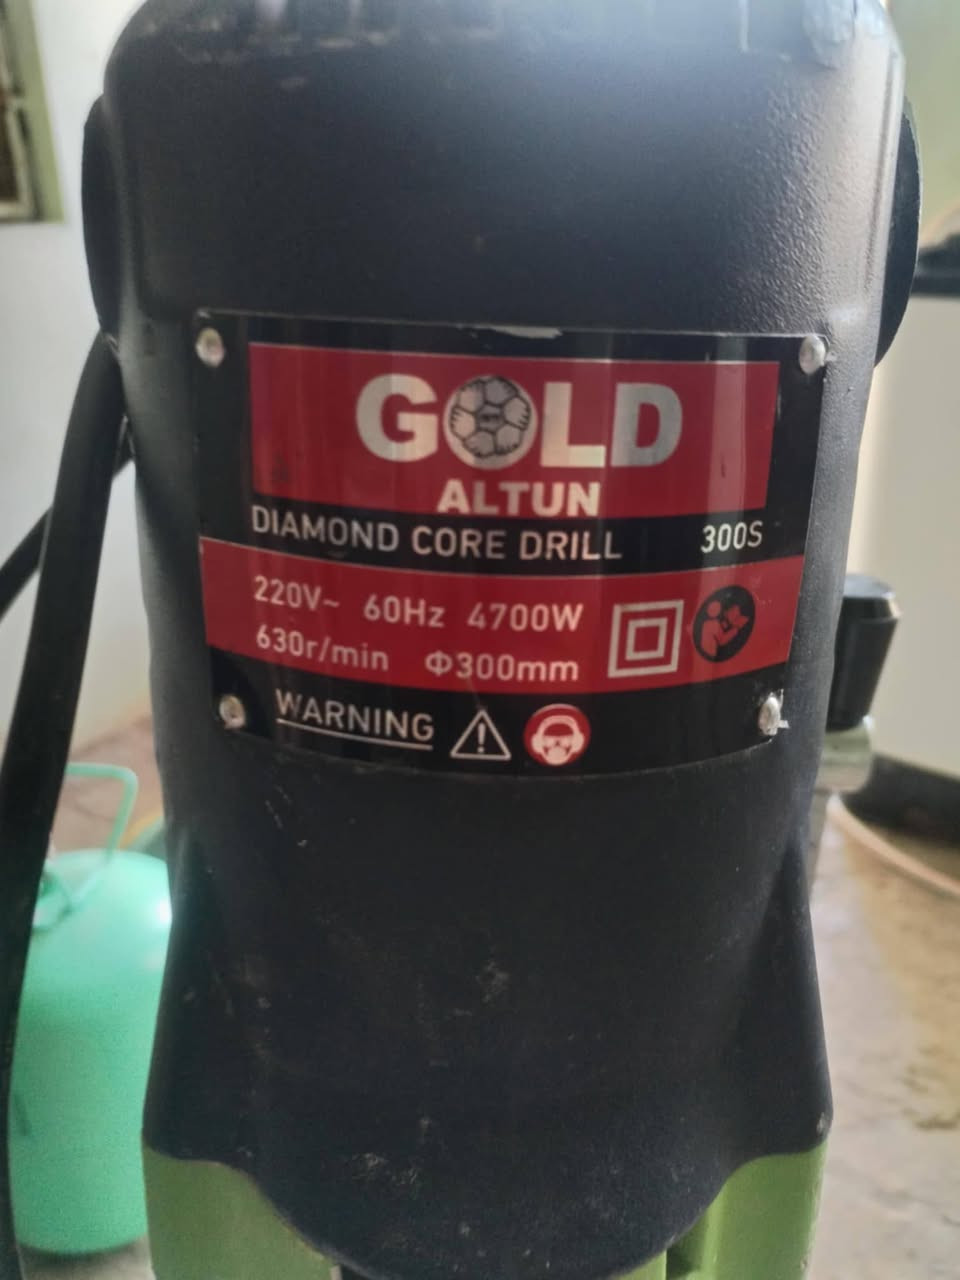 GOLD
ALTUN
DIAMOND CORE DRILL 300S
220V~ 60Hz 4700W
630r/min Φ300mm
WARNING